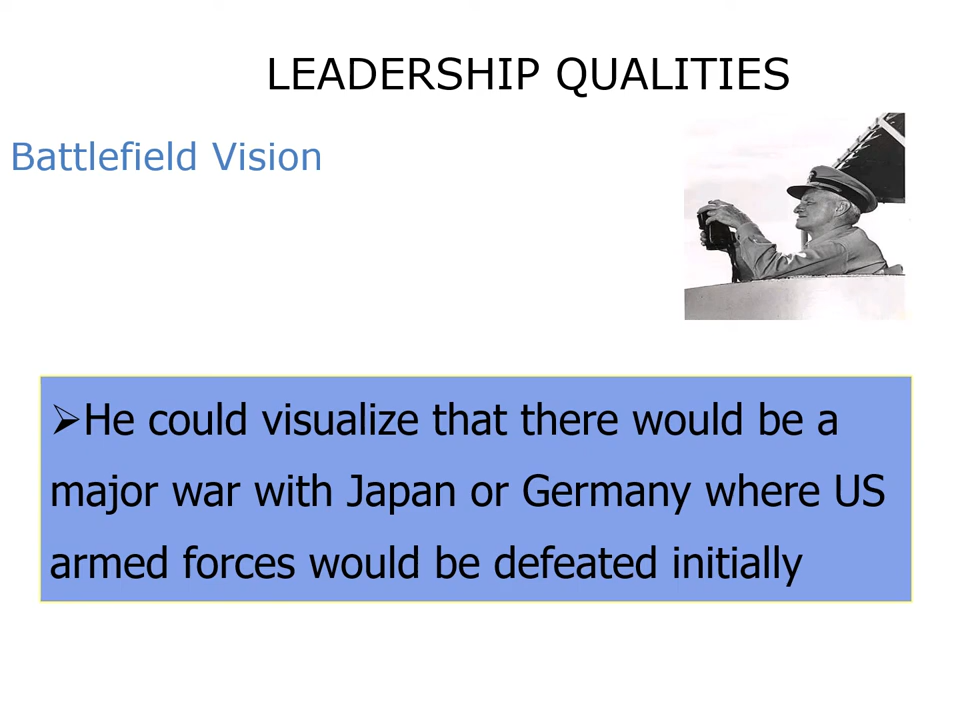 LEADERSHIP QUALITIES
Battlefield Vision
➢He could visualize that there would be a
major war with Japan or Germany where US
armed forces would be defeated initially